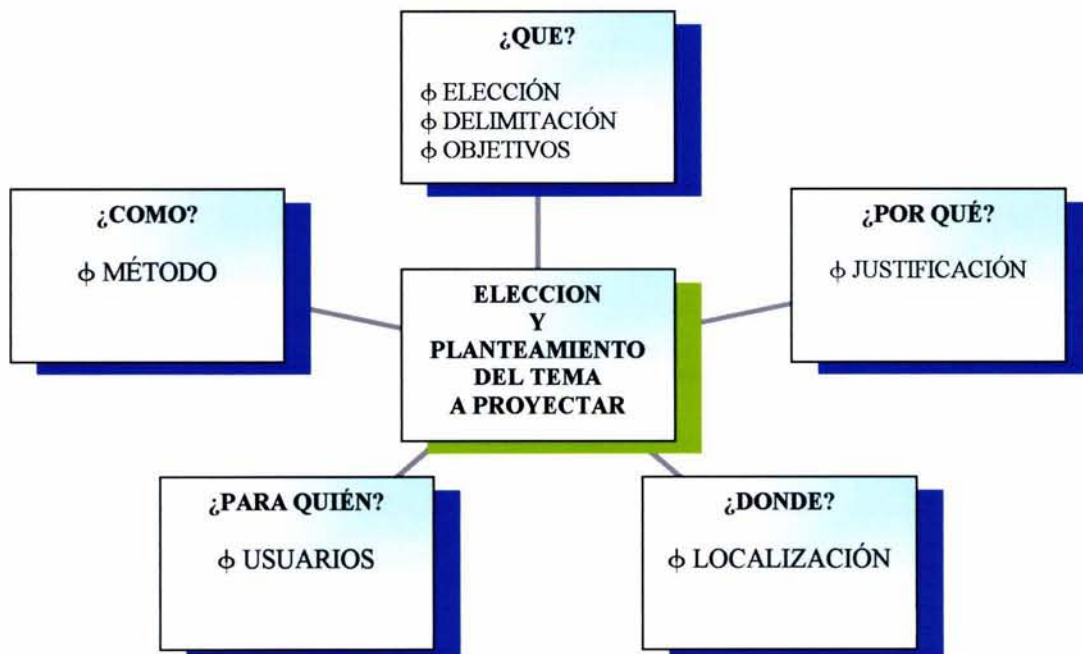 ¿QUE?
ф ELECCIÓN
ф DELIMITACIÓN
ф OBJETIVOS
¿COMO?
ф MÉTODO
¿POR QUÉ?
ф JUSTIFICACIÓN
ELECCION
Y
PLANTEAMIENTO
DEL TEMA
A PROYECTAR
¿PARA QUIÉN?
ф USUARIOS
¿DONDE?
ф LOCALIZACIÓN